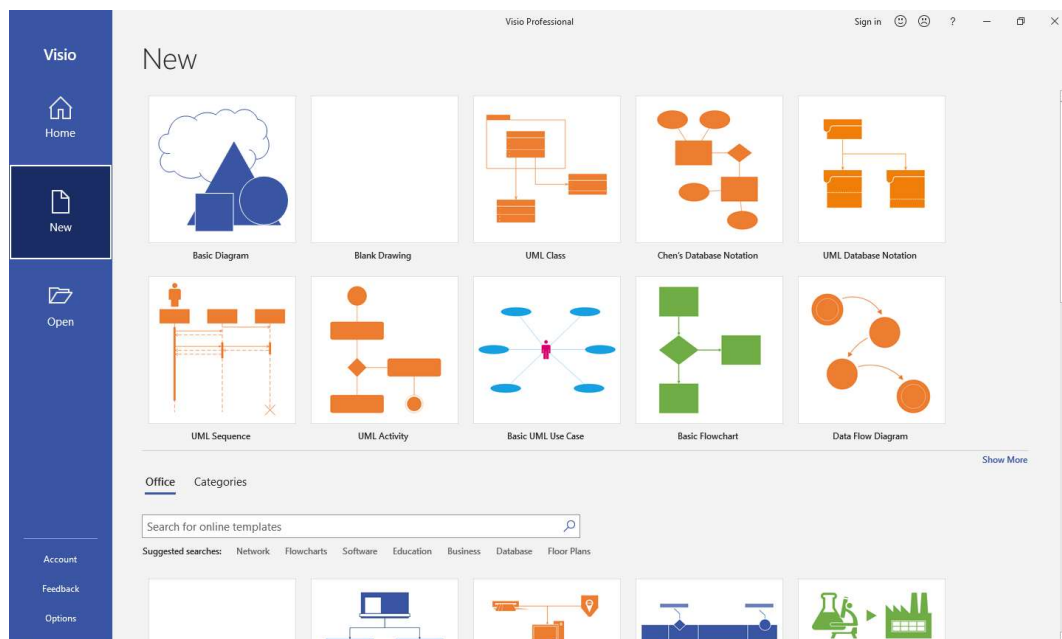 Visio Professional
Sign in
?
Visio
Home
New
Open
Account
Feedback
Options
New
Basic Diagram
Blank Drawing
UML Class
Chen's Database Notation
UML Database Notation
UML Sequence
UML Activity
Basic UML Use Case
Basic Flowchart
Data Flow Diagram
Show More
Office Categories
Search for online templates
Suggested searches: Network Flowcharts Software Education Business Database Floor Plans